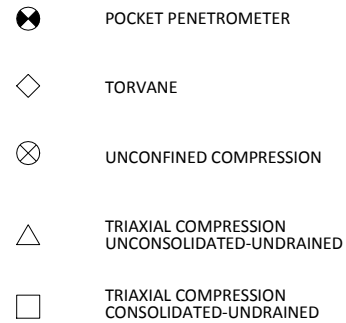 POCKET PENETROMETER
TORVANE
UNCONFINED COMPRESSION
TRIAXIAL COMPRESSION
UNCONSOLIDATED-UNDRAINED
TRIAXIAL COMPRESSION
CONSOLIDATED-UNDRAINED